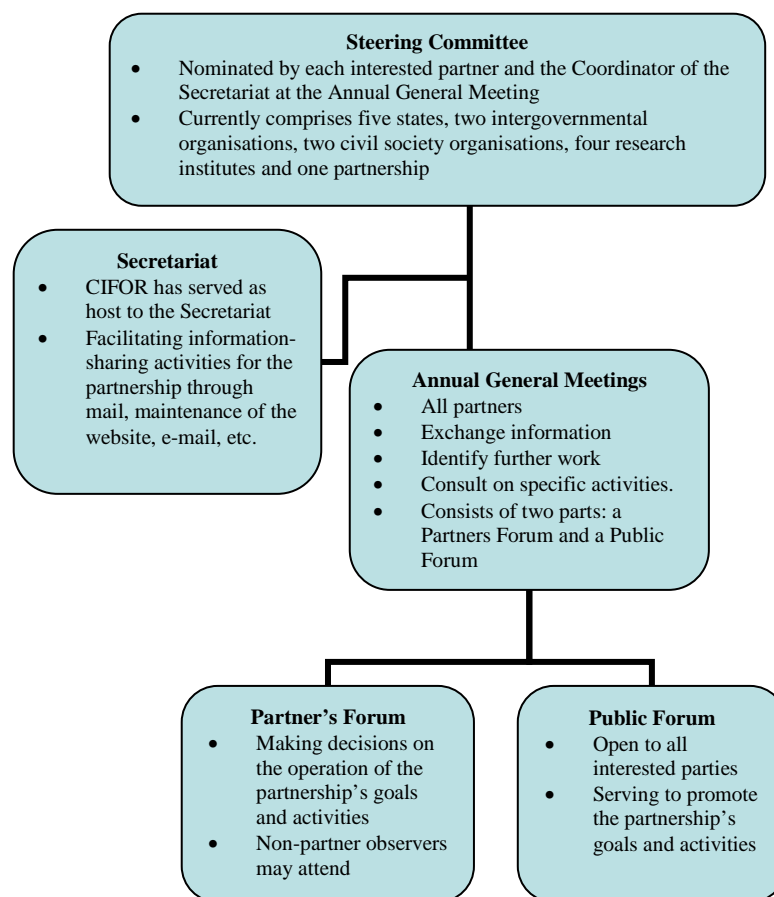 Steering Committee
• Nominated by each interested partner and the Coordinator of the
Secretariat at the Annual General Meeting
• Currently comprises five states, two intergovernmental
organisations, two civil society organisations, four research
institutes and one partnership
Secretariat
• CIFOR has served as
host to the Secretariat
• Facilitating information-
sharing activities for the
partnership through
mail, maintenance of the
website, e-mail, etc.
Annual General Meetings
• All partners
• Exchange information
• Identify further work
• Consult on specific activities.
• Consists of two parts: a
Partners Forum and a Public
Forum
Partner’s Forum
• Making decisions on
the operation of the
partnership’s goals
and activities
• Non-partner observers
may attend
Public Forum
• Open to all
interested parties
• Serving to promote
the partnership’s
goals and activities